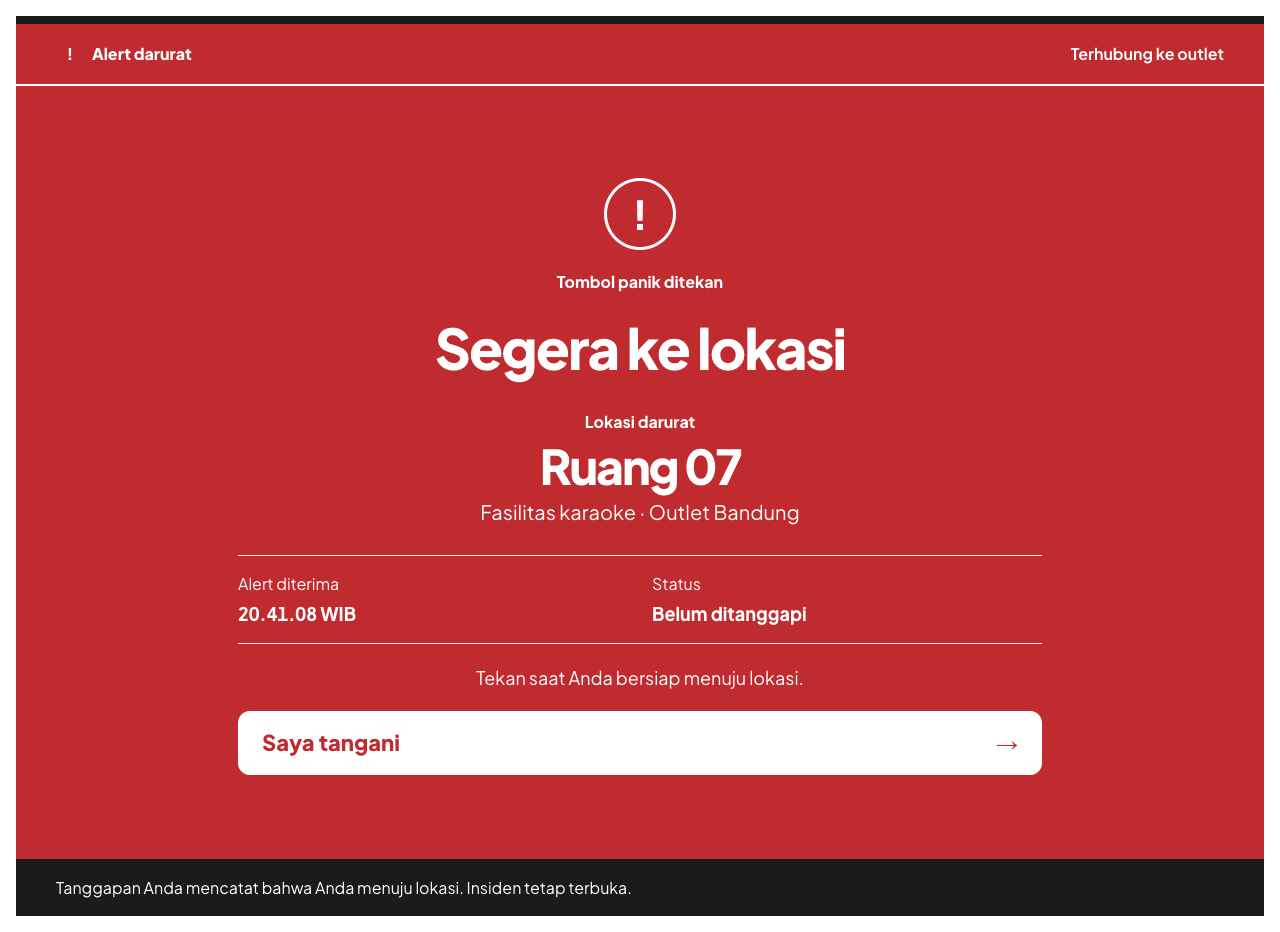 ! Alert darurat
Terhubung ke outlet
!
Tombol panik ditekan
Segera ke lokasi
Lokasi darurat
Ruang 07
Fasilitas karaoke · Outlet Bandung
Alert diterima
20.41.08 WIB
Status
Belum ditanggapi
Tekan saat Anda bersiap menuju lokasi.
Saya tangani →
Tanggapan Anda mencatat bahwa Anda menuju lokasi. Insiden tetap terbuka.